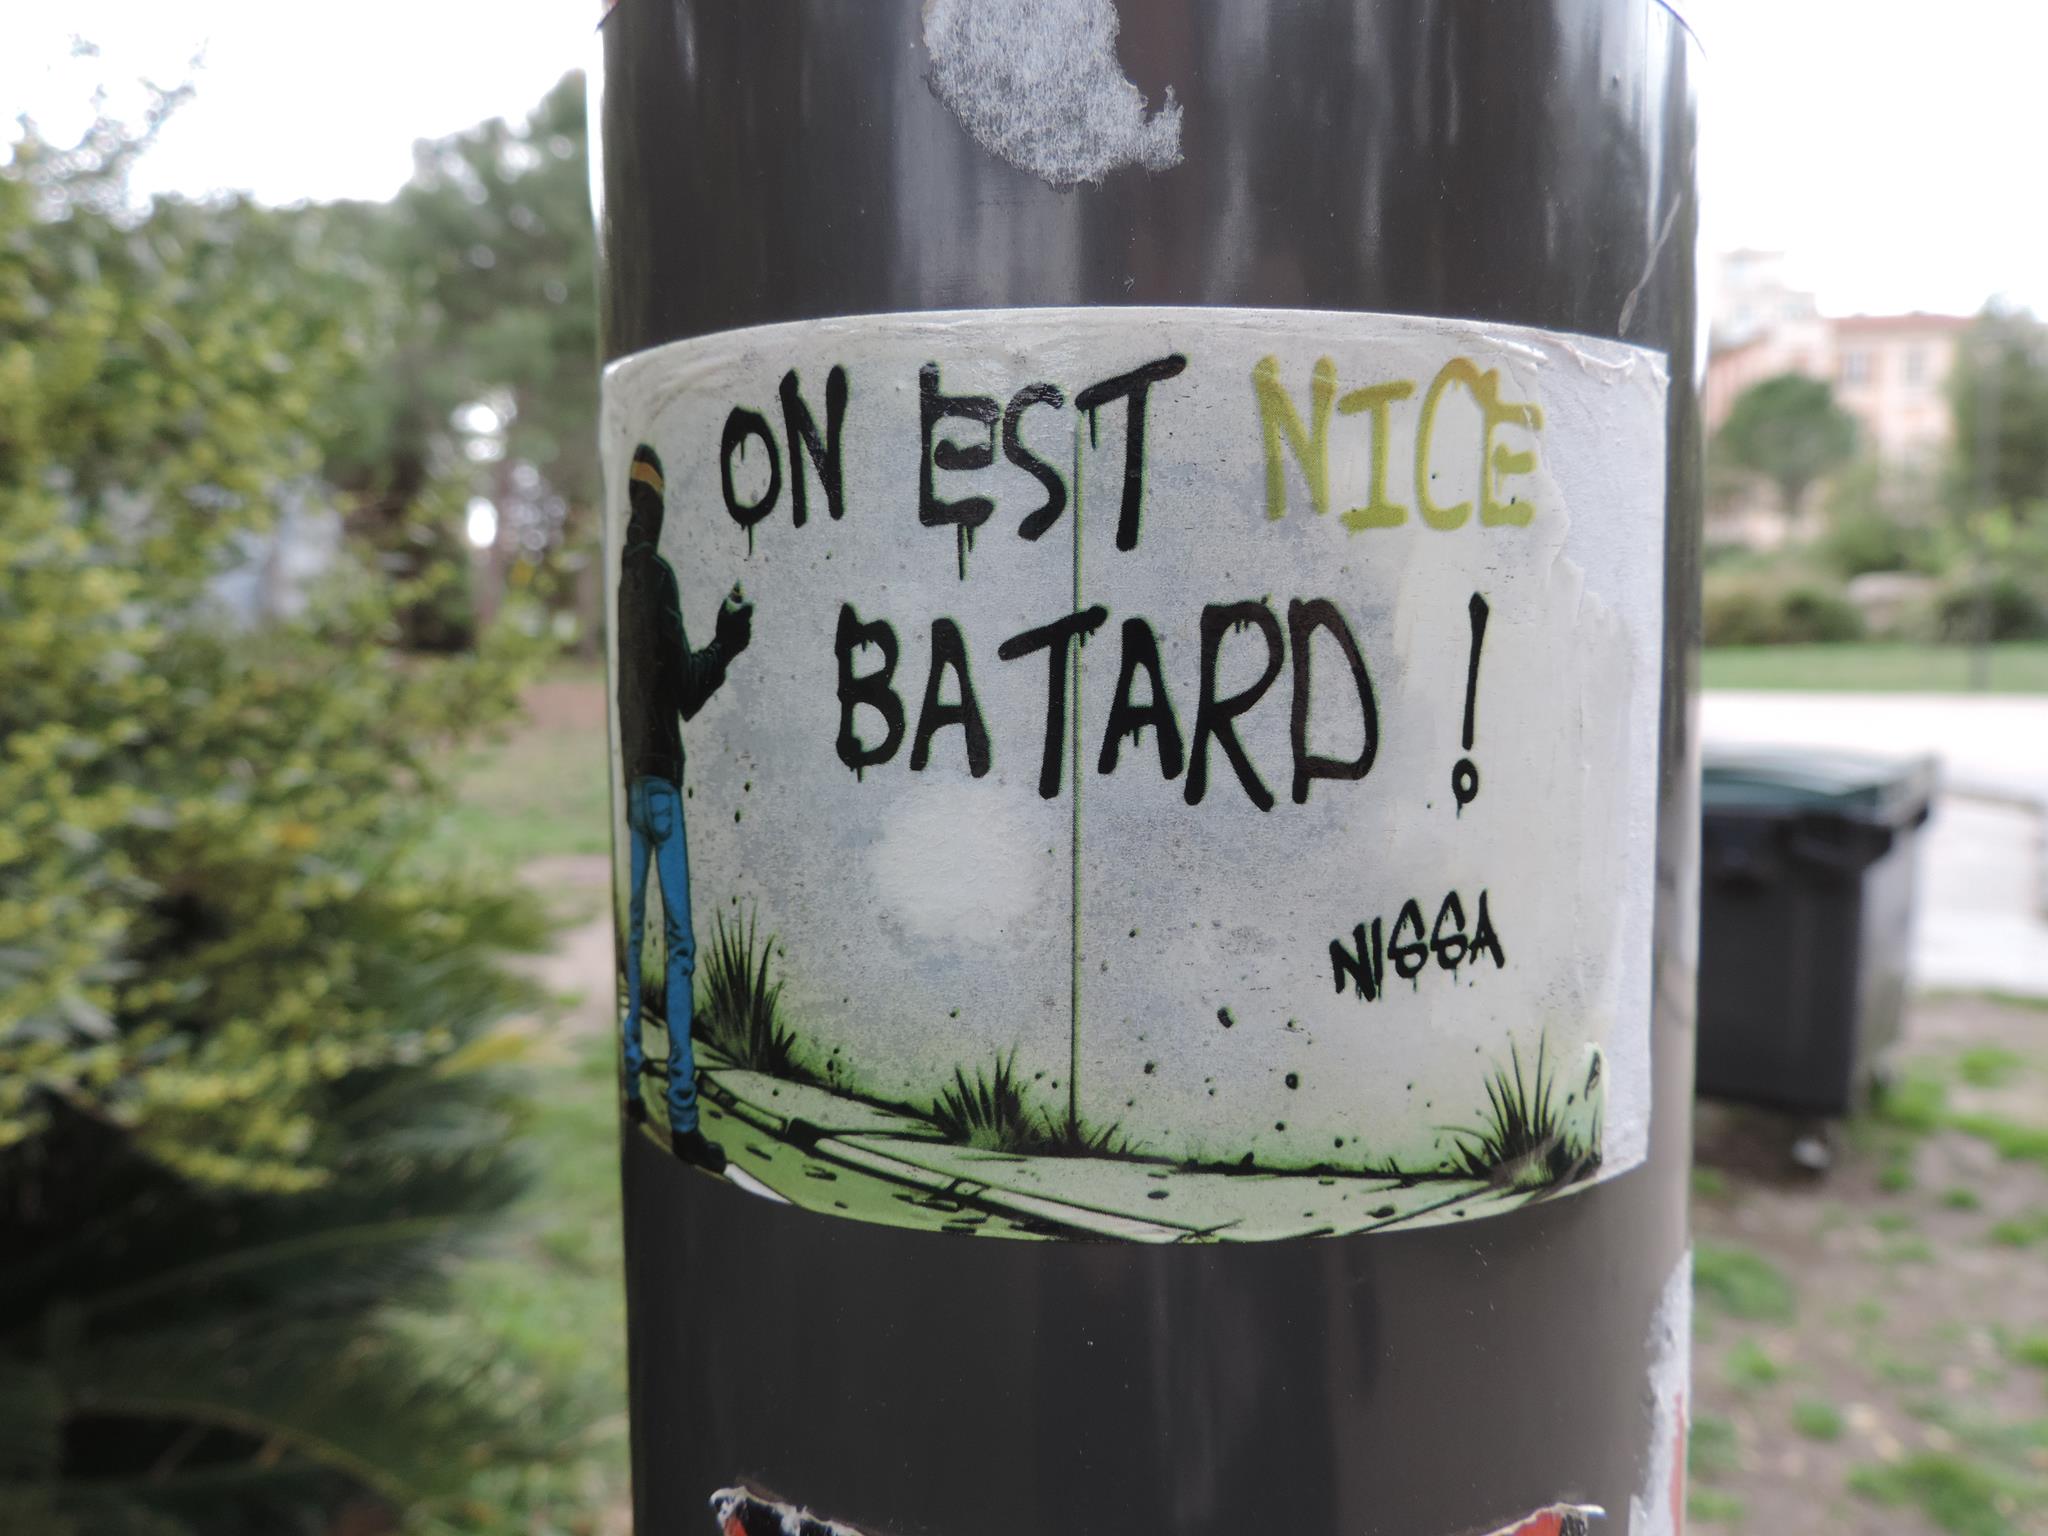 ON EST NICE
BATARD !
NISSA